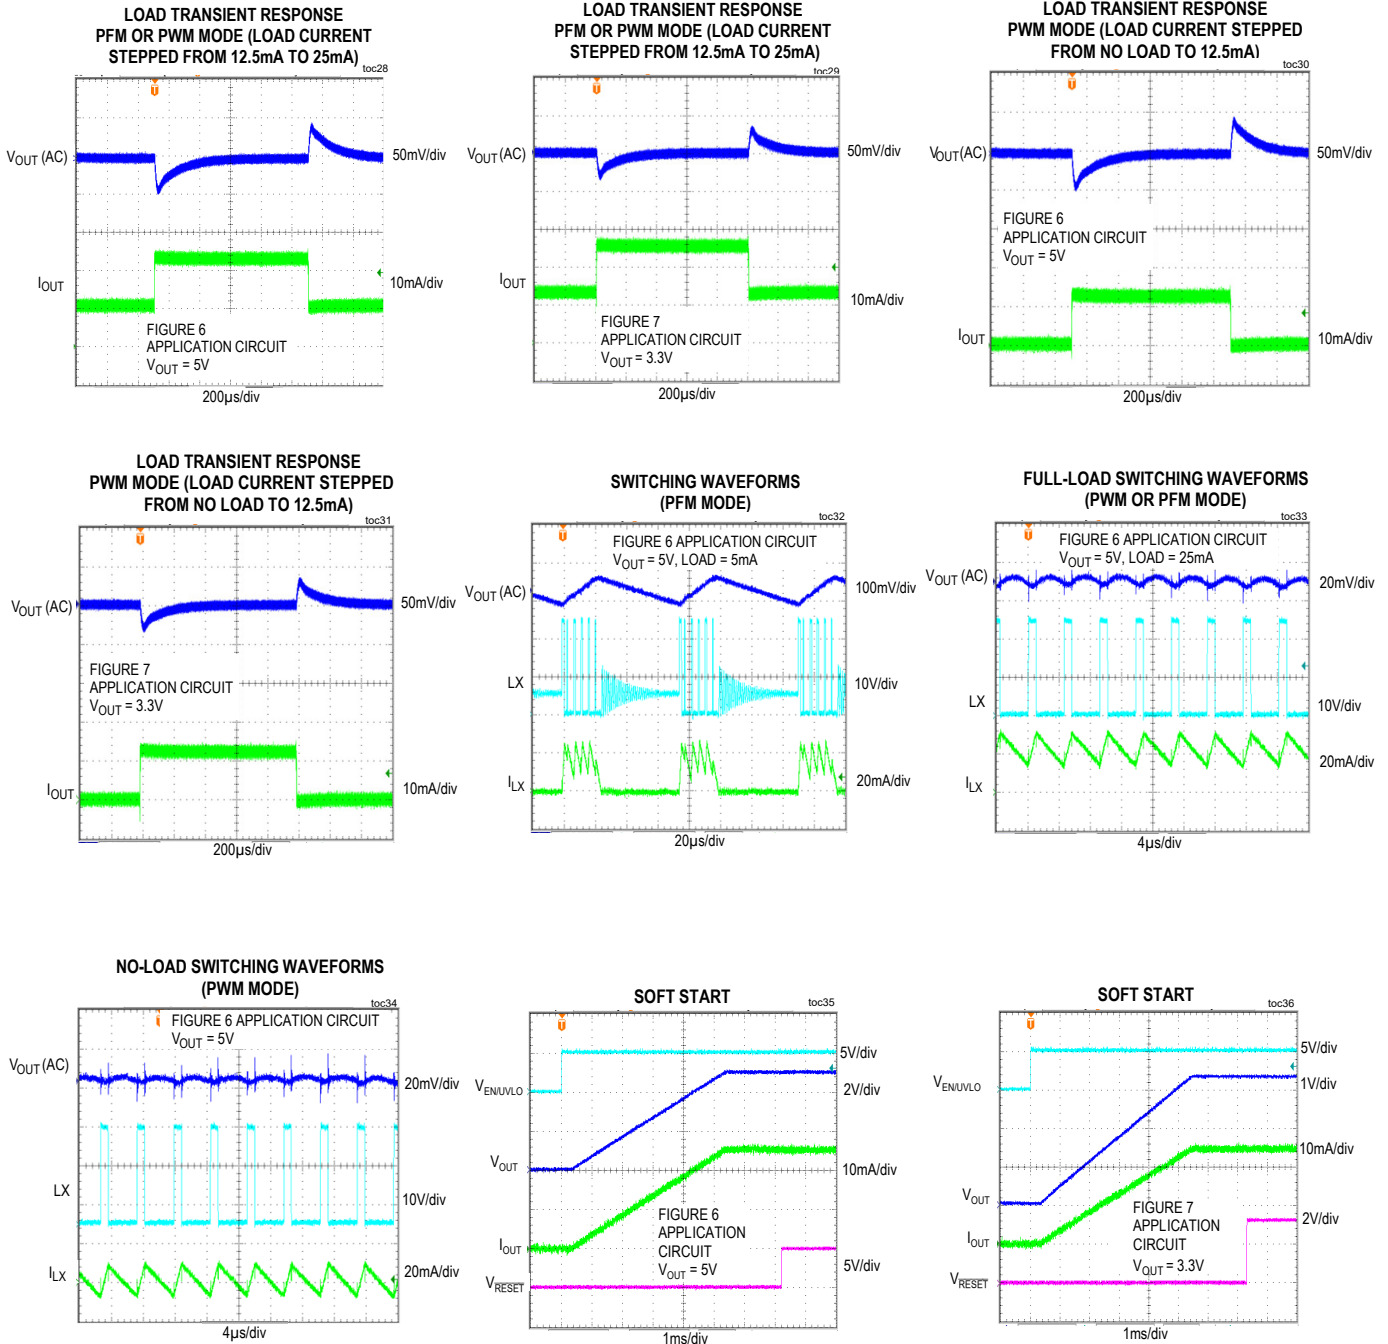 LOAD TRANSIENT RESPONSE
PFM OR PWM MODE (LOAD CURRENT
STEPPED FROM 12.5mA TO 25mA)
toc28
T
VOUT (AC)
50mV/div
IOUT
10mA/div
FIGURE 6
APPLICATION CIRCUIT
VOUT = 5V
200µs/div
LOAD TRANSIENT RESPONSE
PFM OR PWM MODE (LOAD CURRENT
STEPPED FROM 12.5mA TO 25mA)
toc29
T
VOUT (AC)
50mV/div
IOUT
10mA/div
FIGURE 7
APPLICATION CIRCUIT
VOUT = 3.3V
200µs/div
LOAD TRANSIENT RESPONSE
PWM MODE (LOAD CURRENT STEPPED
FROM NO LOAD TO 12.5mA)
toc30
T
VOUT(AC)
50mV/div
FIGURE 6
APPLICATION CIRCUIT
VOUT = 5V
IOUT
10mA/div
200µs/div
LOAD TRANSIENT RESPONSE
PWM MODE (LOAD CURRENT STEPPED
FROM NO LOAD TO 12.5mA)
toc31
T
VOUT (AC)
50mV/div
FIGURE 7
APPLICATION CIRCUIT
VOUT = 3.3V
IOUT
10mA/div
200µs/div
SWITCHING WAVEFORMS
(PFM MODE)
toc32
T
FIGURE 6 APPLICATION CIRCUIT
VOUT = 5V, LOAD = 5mA
VOUT (AC)
100mV/div
LX
10V/div
ILX
20mA/div
20µs/div
FULL-LOAD SWITCHING WAVEFORMS
(PWM OR PFM MODE)
toc33
T
FIGURE 6 APPLICATION CIRCUIT
VOUT = 5V, LOAD = 25mA
VOUT (AC)
20mV/div
LX
10V/div
ILX
20mA/div
4µs/div
NO-LOAD SWITCHING WAVEFORMS
(PWM MODE)
toc34
FIGURE 6 APPLICATION CIRCUIT
VOUT = 5V
VOUT (AC)
20mV/div
LX
10V/div
ILX
20mA/div
4µs/div
SOFT START
toc35
T
5V/div
VEN/UVLO
2V/div
VOUT
10mA/div
FIGURE 6
APPLICATION
CIRCUIT
VOUT = 5V
IOUT
5V/div
VRESET
1ms/div
SOFT START
toc36
T
5V/div
VEN/UVLO
1V/div
10mA/div
VOUT
FIGURE 7
APPLICATION
CIRCUIT
VOUT = 3.3V
2V/div
IOUT
VRESET
1ms/div